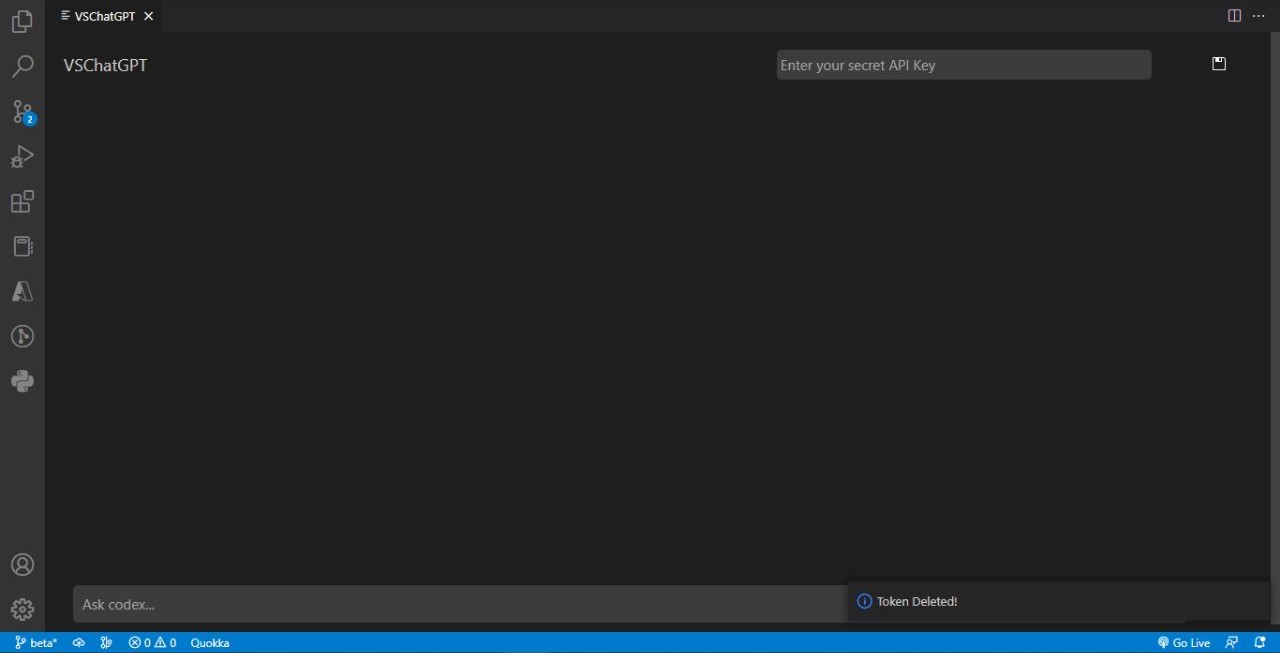 VSChatGPT
VSChatGPT
Enter your secret API Key
2
Ask codex...
Token Deleted!
beta* 0 0 Quokka Go Live